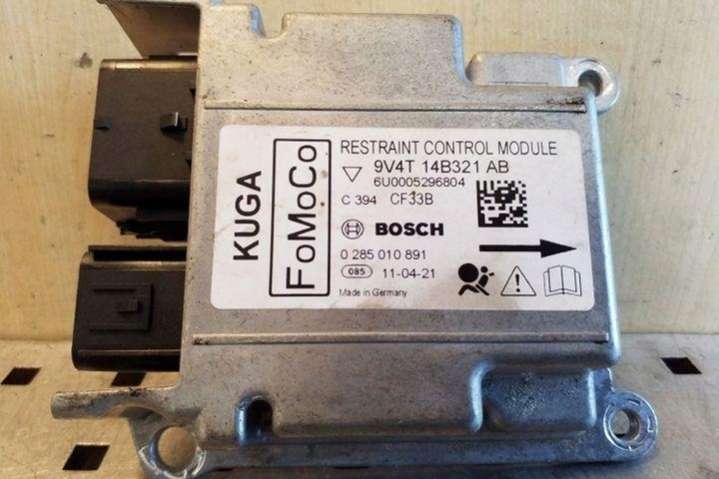 KUGA
FoMoCo
RESTRAINT CONTROL MODULE
9V4T 14B321 AB
6U0005296804
C 394 CF33B
BOSCH
0 285 010 891
085 11-04-21
Made in Germany